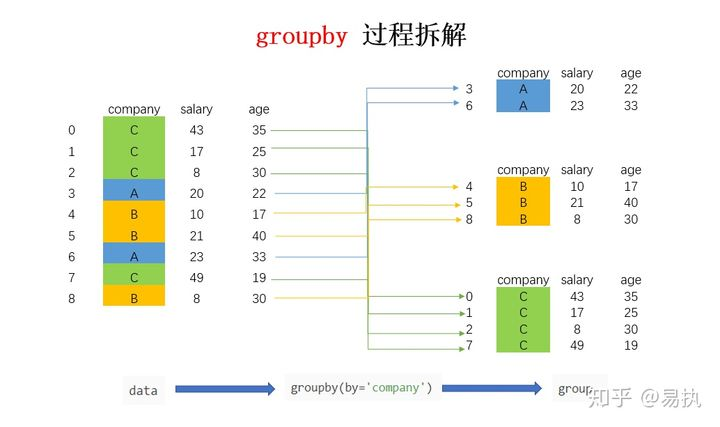 groupby 过程拆解
company salary age
0 C 43 35
1 C 17 25
2 C 8 30
3 A 20 22
4 B 10 17
5 B 21 40
6 A 23 33
7 C 49 19
8 B 8 30
company salary age
3 A 20 22
6 A 23 33
company salary age
4 B 10 17
5 B 21 40
8 B 8 30
company salary age
0 C 43 35
1 C 17 25
2 C 8 30
7 C 49 19
data groupby(by='company') group
知乎 @易执